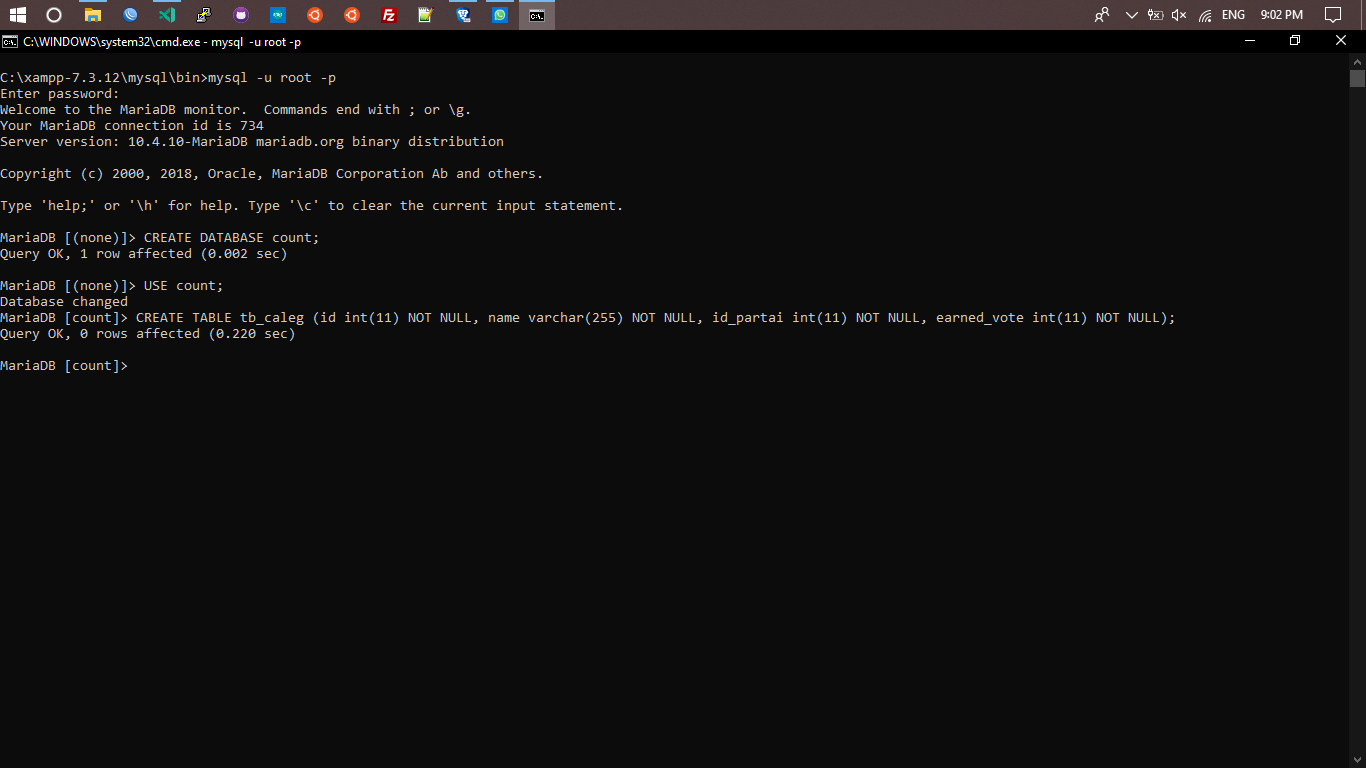 ENG 9:02 PM
C:\WINDOWS\system32\cmd.exe - mysql -u root -p
C:\xampp-7.3.12\mysql\bin>mysql -u root -p
Enter password:
Welcome to the MariaDB monitor.  Commands end with ; or \g.
Your MariaDB connection id is 734
Server version: 10.4.10-MariaDB mariadb.org binary distribution
Copyright (c) 2000, 2018, Oracle, MariaDB Corporation Ab and others.
Type 'help;' or '\h' for help. Type '\c' to clear the current input statement.
MariaDB [(none)]> CREATE DATABASE count;
Query OK, 1 row affected (0.002 sec)
MariaDB [(none)]> USE count;
Database changed
MariaDB [count]> CREATE TABLE tb_caleg (id int(11) NOT NULL, name varchar(255) NOT NULL, id_partai int(11) NOT NULL, earned_vote int(11) NOT NULL);
Query OK, 0 rows affected (0.220 sec)
MariaDB [count]>